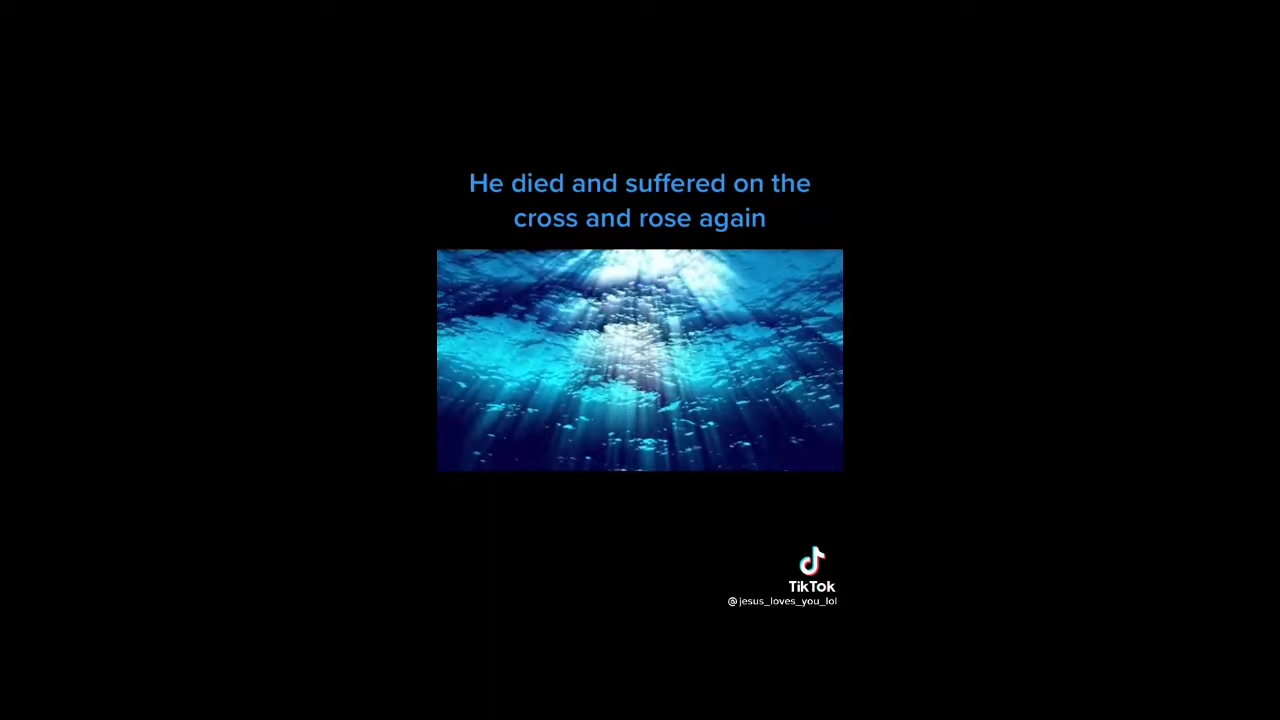 He died and suffered on the
cross and rose again
TikTok
@jesus_loves_you_lol